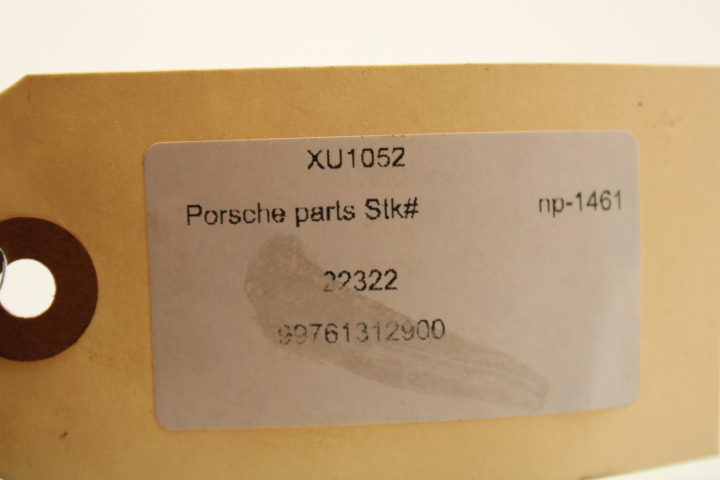 XU1052
Porsche parts Stk# np-1461
22322
99761312900